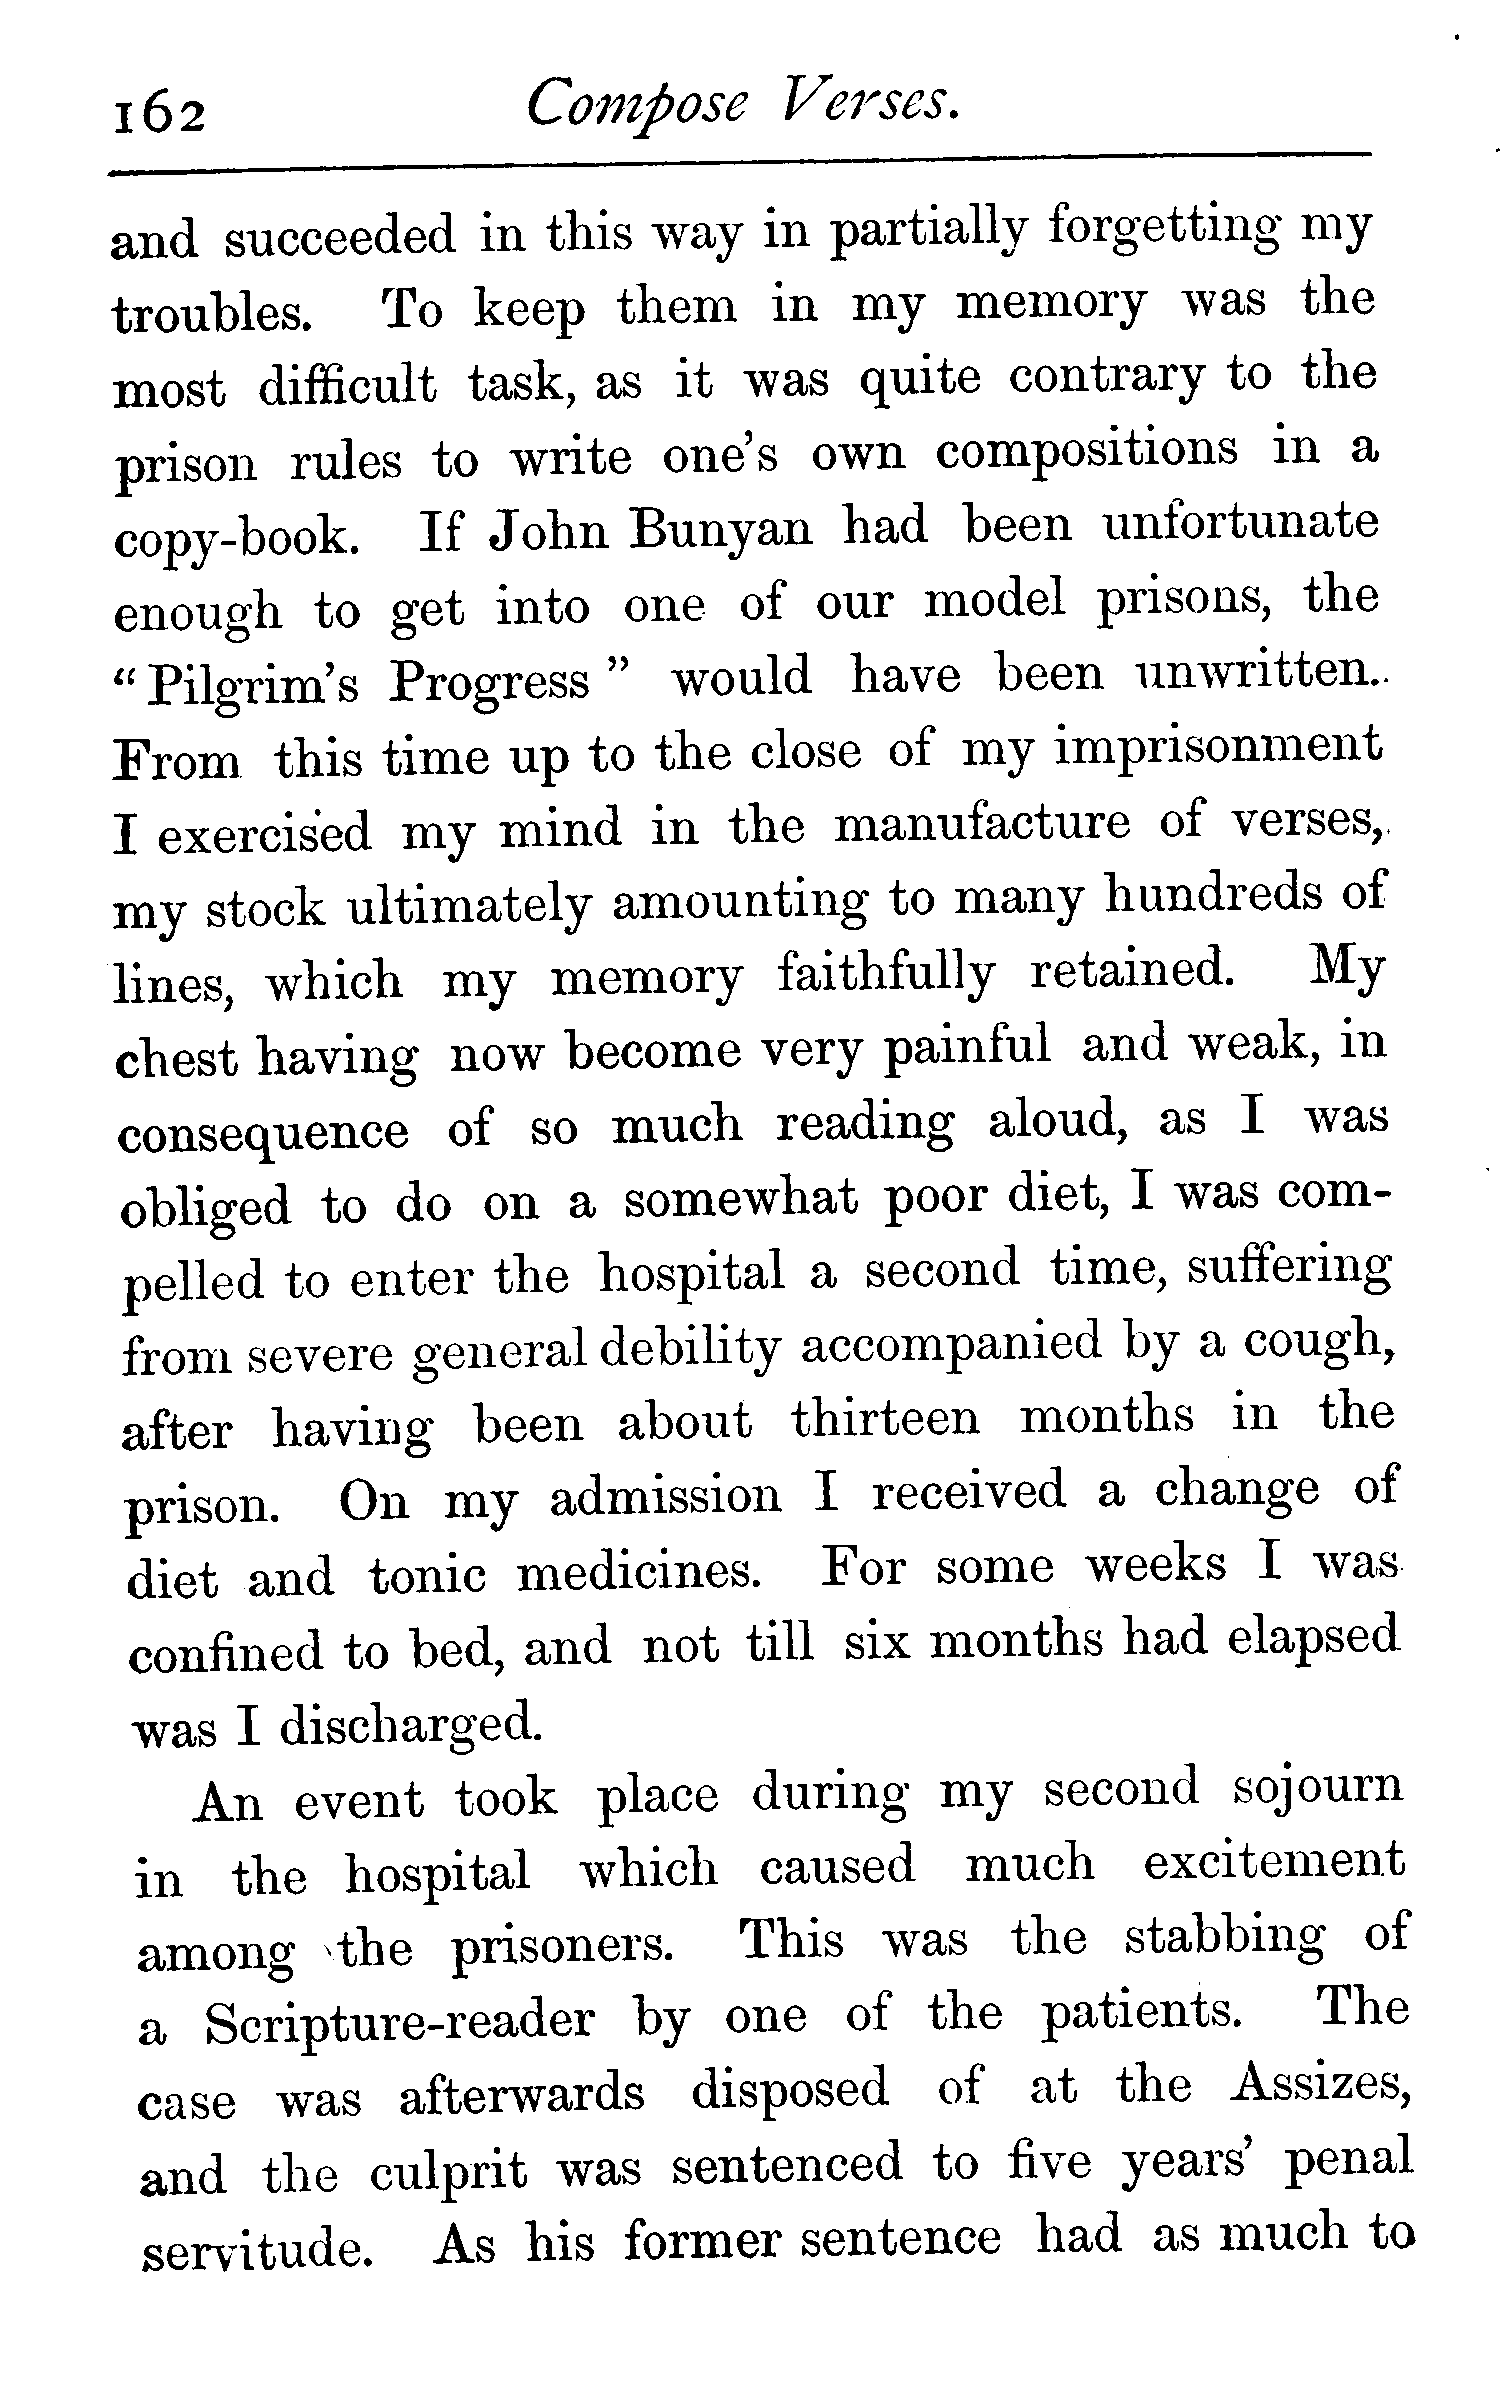 162 Compose Verses.
and succeeded in this way in partially forgetting my
troubles. To keep them in my memory was the
most difficult task, as it was quite contrary to the
prison rules to write one's own compositions in a
copy-book. If John Bunyan had been unfortunate
enough to get into one of our model prisons, the
“Pilgrim's Progress” would have been unwritten.
From this time up to the close of my imprisonment
I exercised my mind in the manufacture of verses,
my stock ultimately amounting to many hundreds of
lines, which my memory faithfully retained. My
chest having now become very painful and weak, in
consequence of so much reading aloud, as I was
obliged to do on a somewhat poor diet, I was com-
pelled to enter the hospital a second time, suffering
from severe general debility accompanied by a cough,
after having been about thirteen months in the
prison. On my admission I received a change of
diet and tonic medicines. For some weeks I was
confined to bed, and not till six months had elapsed
was I discharged.
An event took place during my second sojourn
in the hospital which caused much excitement
among the prisoners. This was the stabbing of
a Scripture-reader by one of the patients. The
case was afterwards disposed of at the Assizes,
and the culprit was sentenced to five years' penal
servitude. As his former sentence had as much to